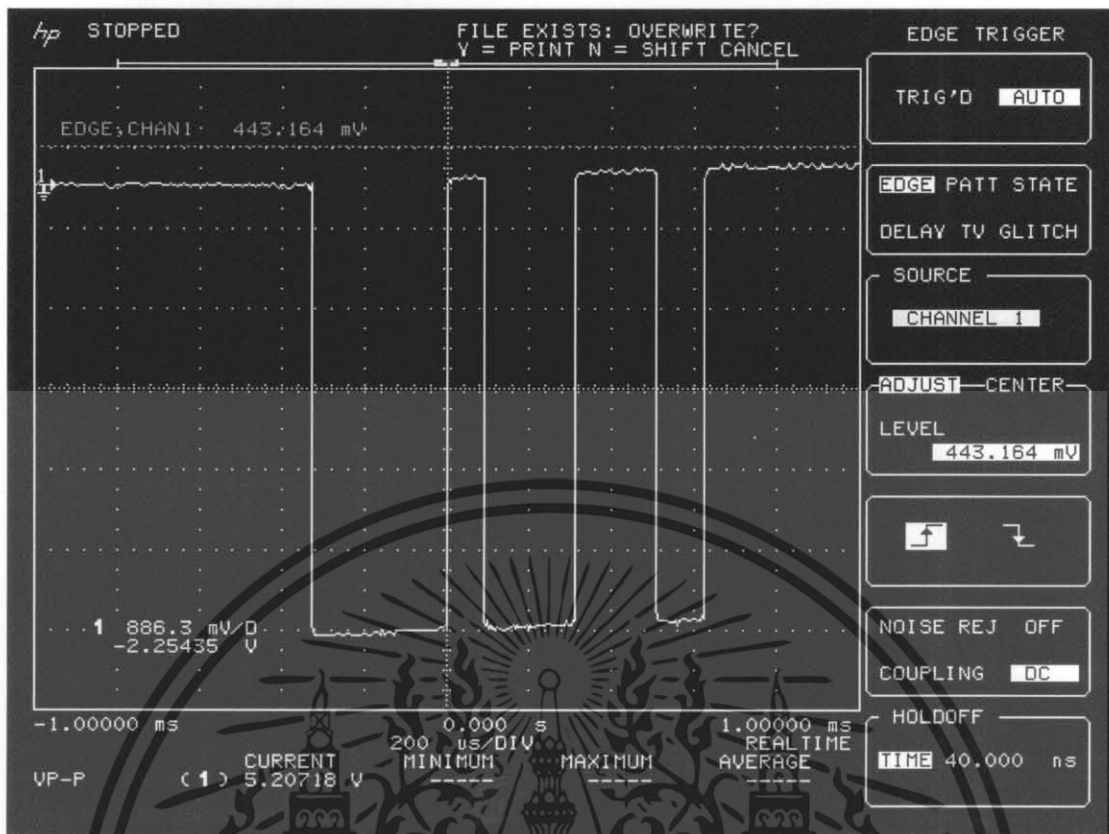 hp STOPPED
FILE EXISTS: OVERWRITE?
Y = PRINT N = SHIFT CANCEL
EDGE,CHAN1 443.164 mV
1
1 886.3 mV/D
-2.25435 V
-1.00000 ms 0.000 s 1.00000 ms
200 us/DIV REALTIME
CURRENT MINIMUM MAXIMUM AVERAGE
VP-P (1) 5.20718 V ----- ----- -----
EDGE TRIGGER
TRIG'D AUTO
EDGE PATT STATE
DELAY TV GLITCH
SOURCE
CHANNEL 1
ADJUST CENTER
LEVEL
443.164 mV
NOISE REJ OFF
COUPLING DC
HOLDOFF
TIME 40.000 ns